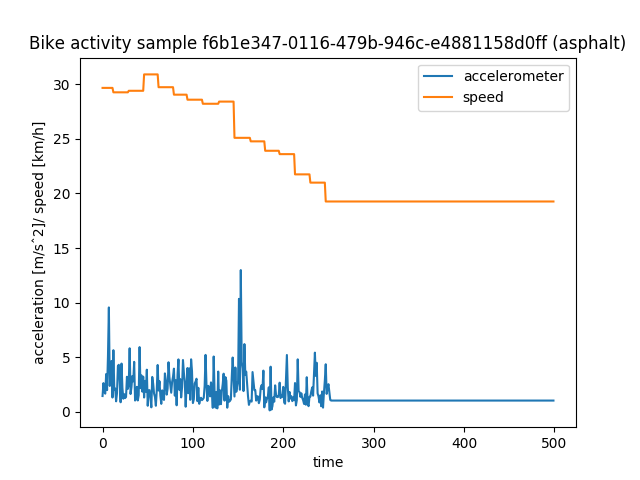 Bike activity sample f6b1e347-0116-479b-946c-e4881158d0ff (asphalt)
accelerometer
speed
acceleration [m/s^2]/ speed [km/h]
30
25
20
15
10
5
0
0 100 200 300 400 500
time